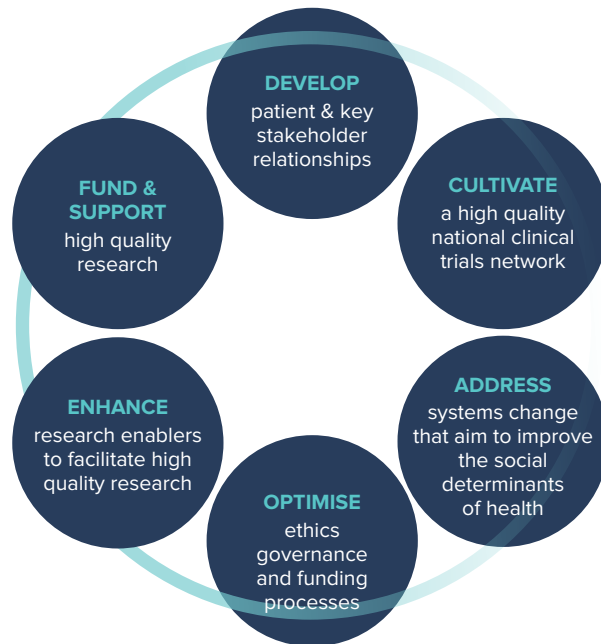 DEVELOP
patient & key
stakeholder
relationships
CULTIVATE
a high quality
national clinical
trials network
ADDRESS
systems change
that aim to improve
the social
determinants
of health
OPTIMISE
ethics
governance
and funding
processes
ENHANCE
research enablers
to facilitate high
quality research
FUND &
SUPPORT
high quality
research